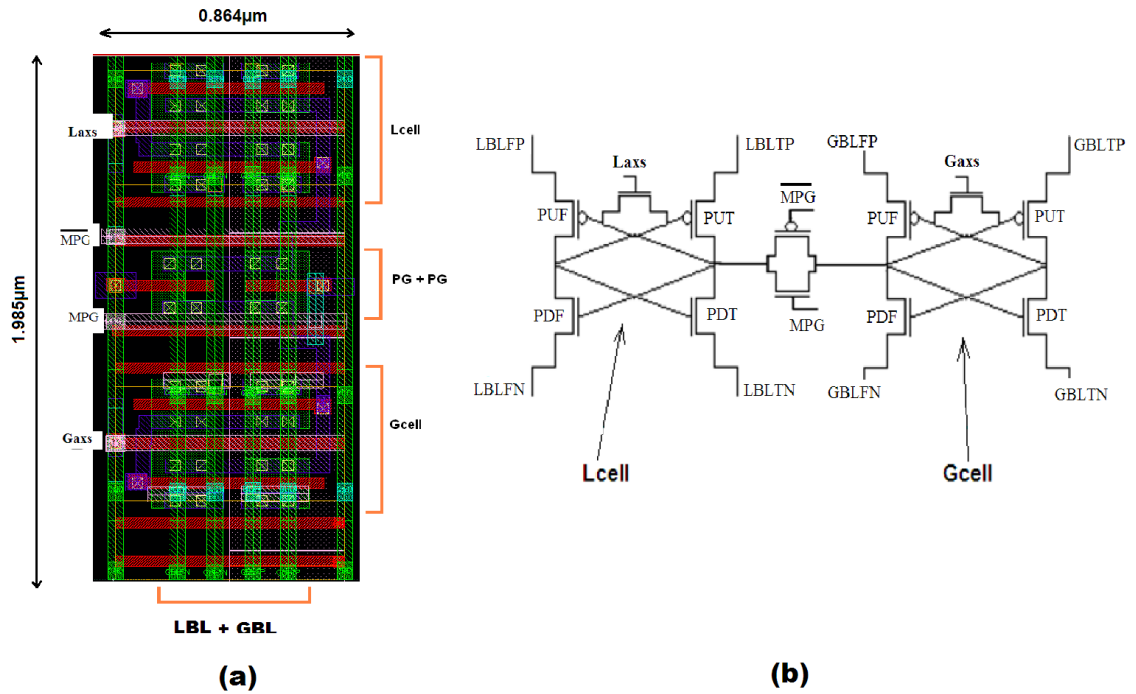 0.864µm
1.985µm
Laxs
Lcell
MPG
PG + PG
MPG
Gaxs
Gcell
LBL + GBL
(a)
LBLFP
LBLTP
GBLFP
GBLTP
Laxs
Gaxs
MPG
PUF
PUT
PUF
PUT
PDF
PDT
PDF
PDT
MPG
LBLFN
LBLTN
GBLFN
GBLTN
Lcell
Gcell
(b)